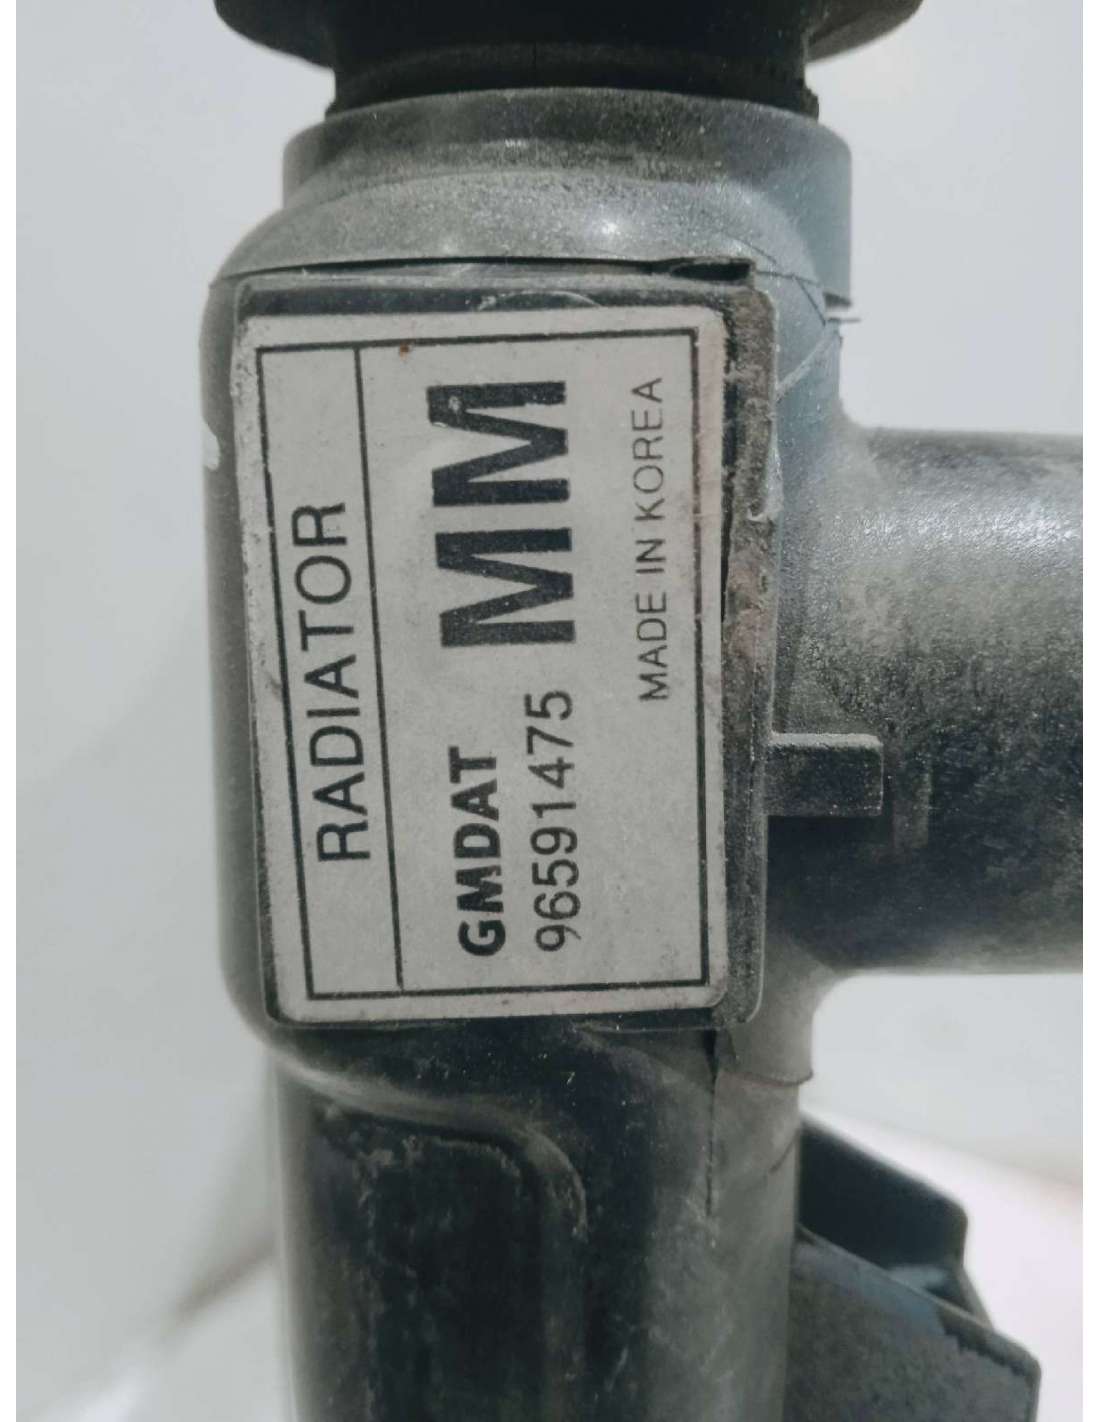 RADIATOR
GMDAT MM
96591475
MADE IN KOREA